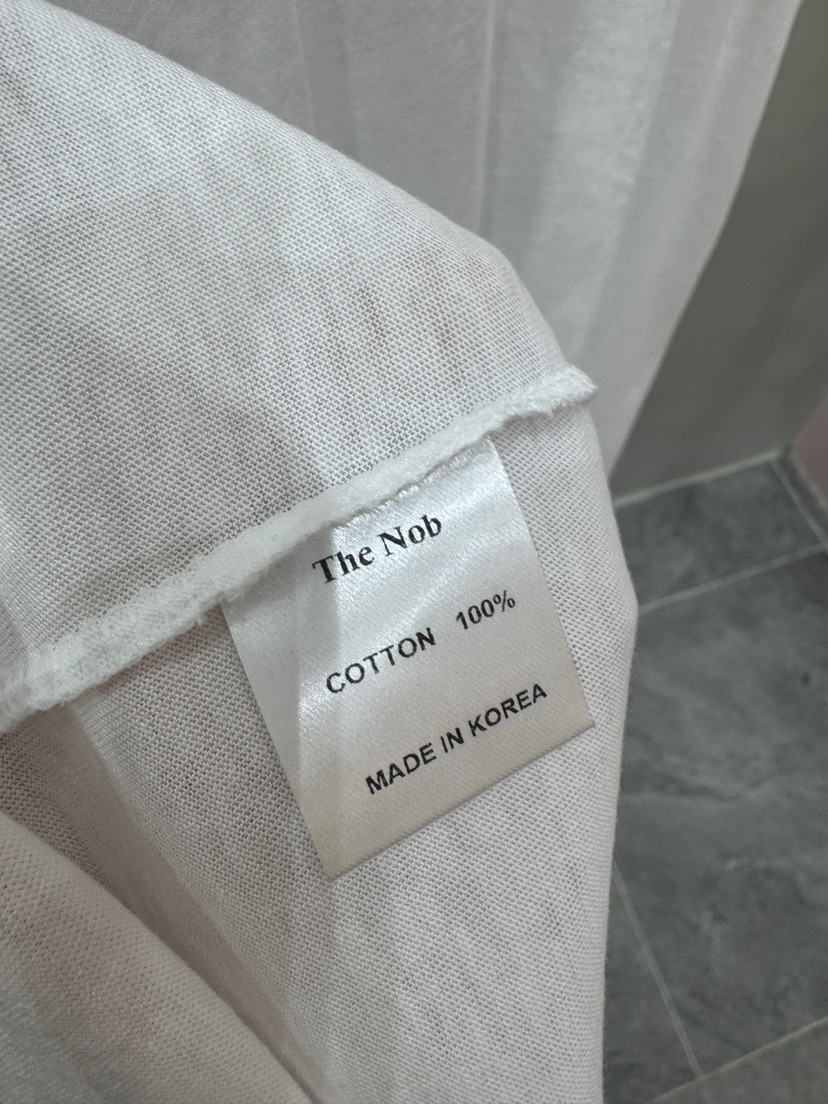 The Nob
COTTON 100%
MADE IN KOREA